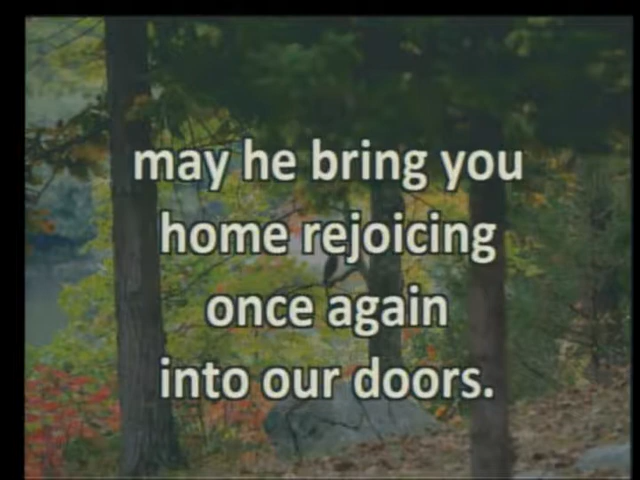 may he bring you
home rejoicing
once again
into our doors.